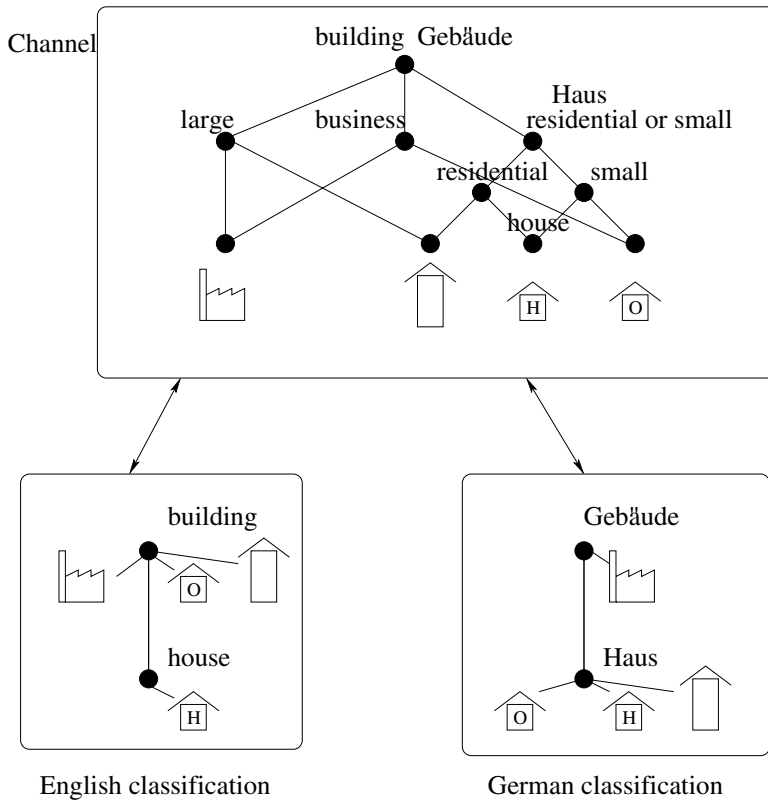 Channel
building Gebäude
Haus
large business residential or small
residential small
house
H O
building
O
house
H
English classification
Gebäude
Haus
O H
German classification